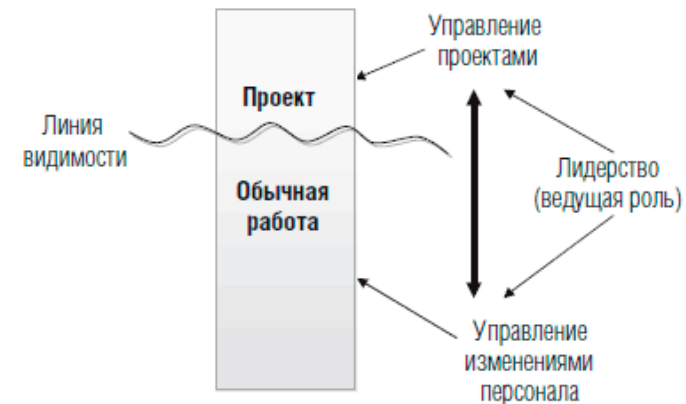 Управление
проектами
Проект
Линия
видимости
Лидерство
(ведущая роль)
Обычная
работа
Управление
изменениями
персонала